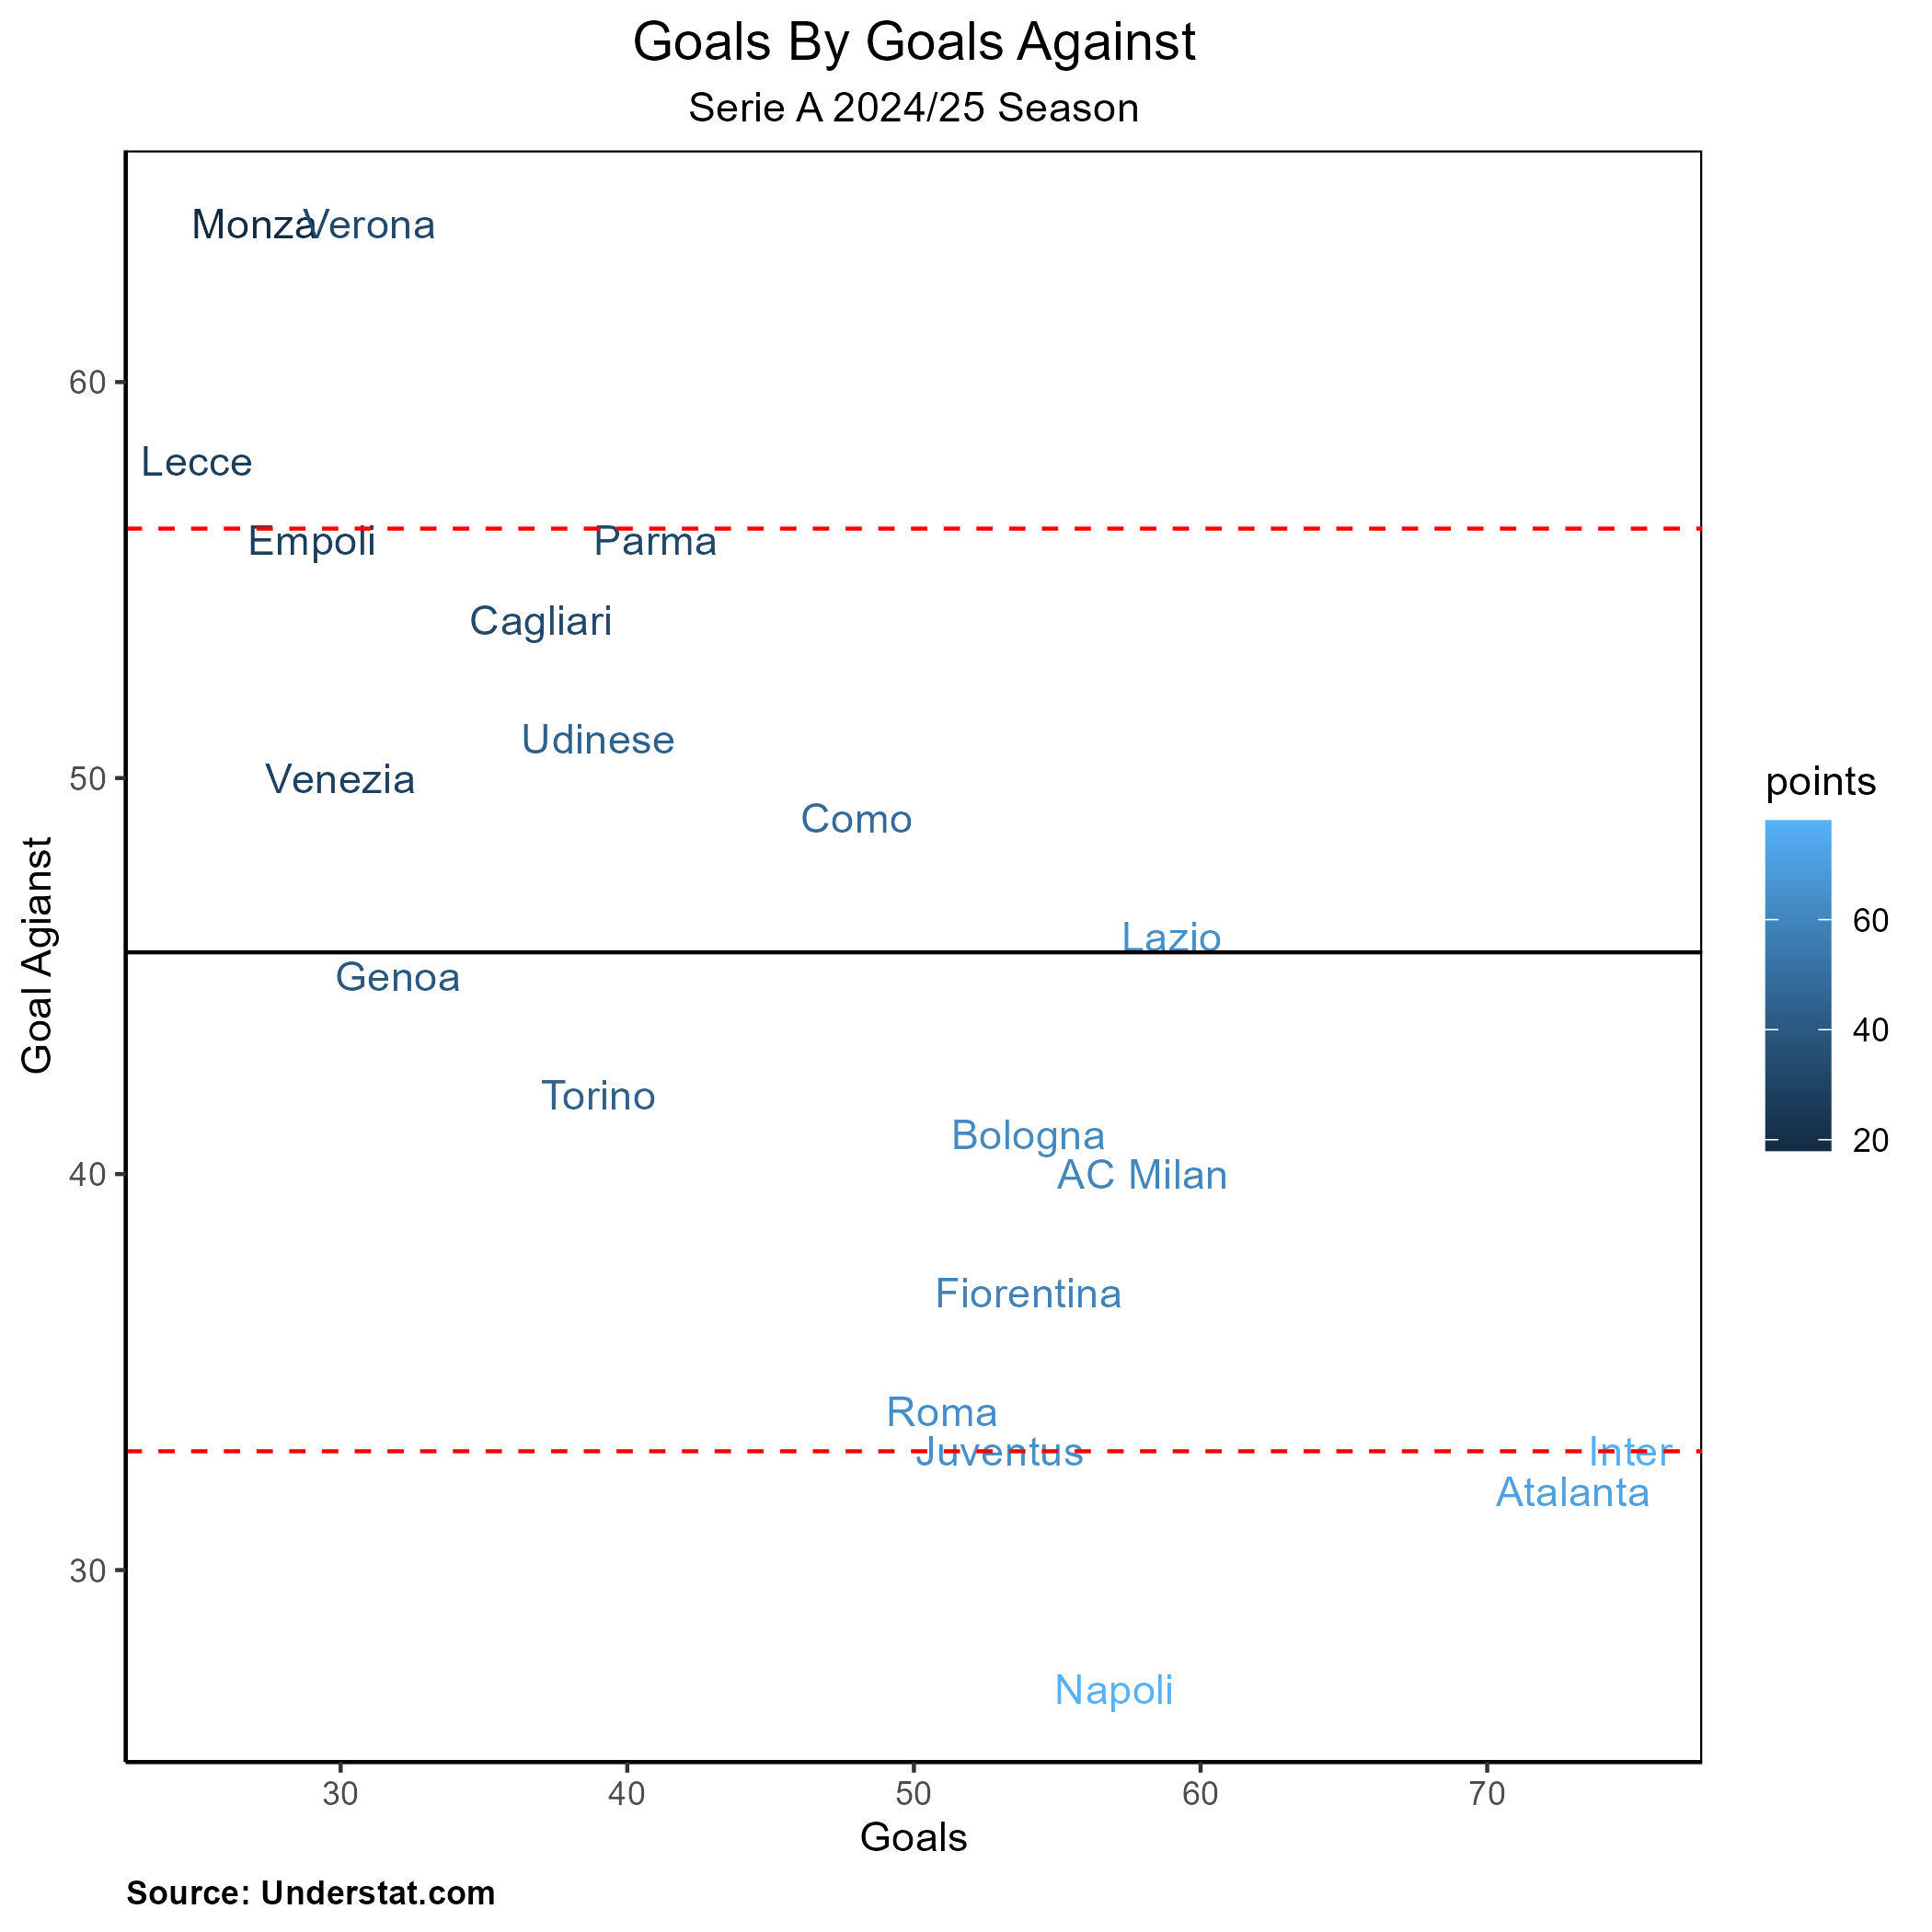 Goals By Goals Against
Serie A 2024/25 Season
Monza Verona
60
Lecce
Empoli Parma
Cagliari
Udinese
50
Venezia
Como
Lazio
Genoa
Torino
Bologna
40
AC Milan
Fiorentina
Roma
Juventus Inter
Atalanta
30
Napoli
Goal Agianst
30 40 50 60 70
Goals
points
60
40
20
Source: Understat.com